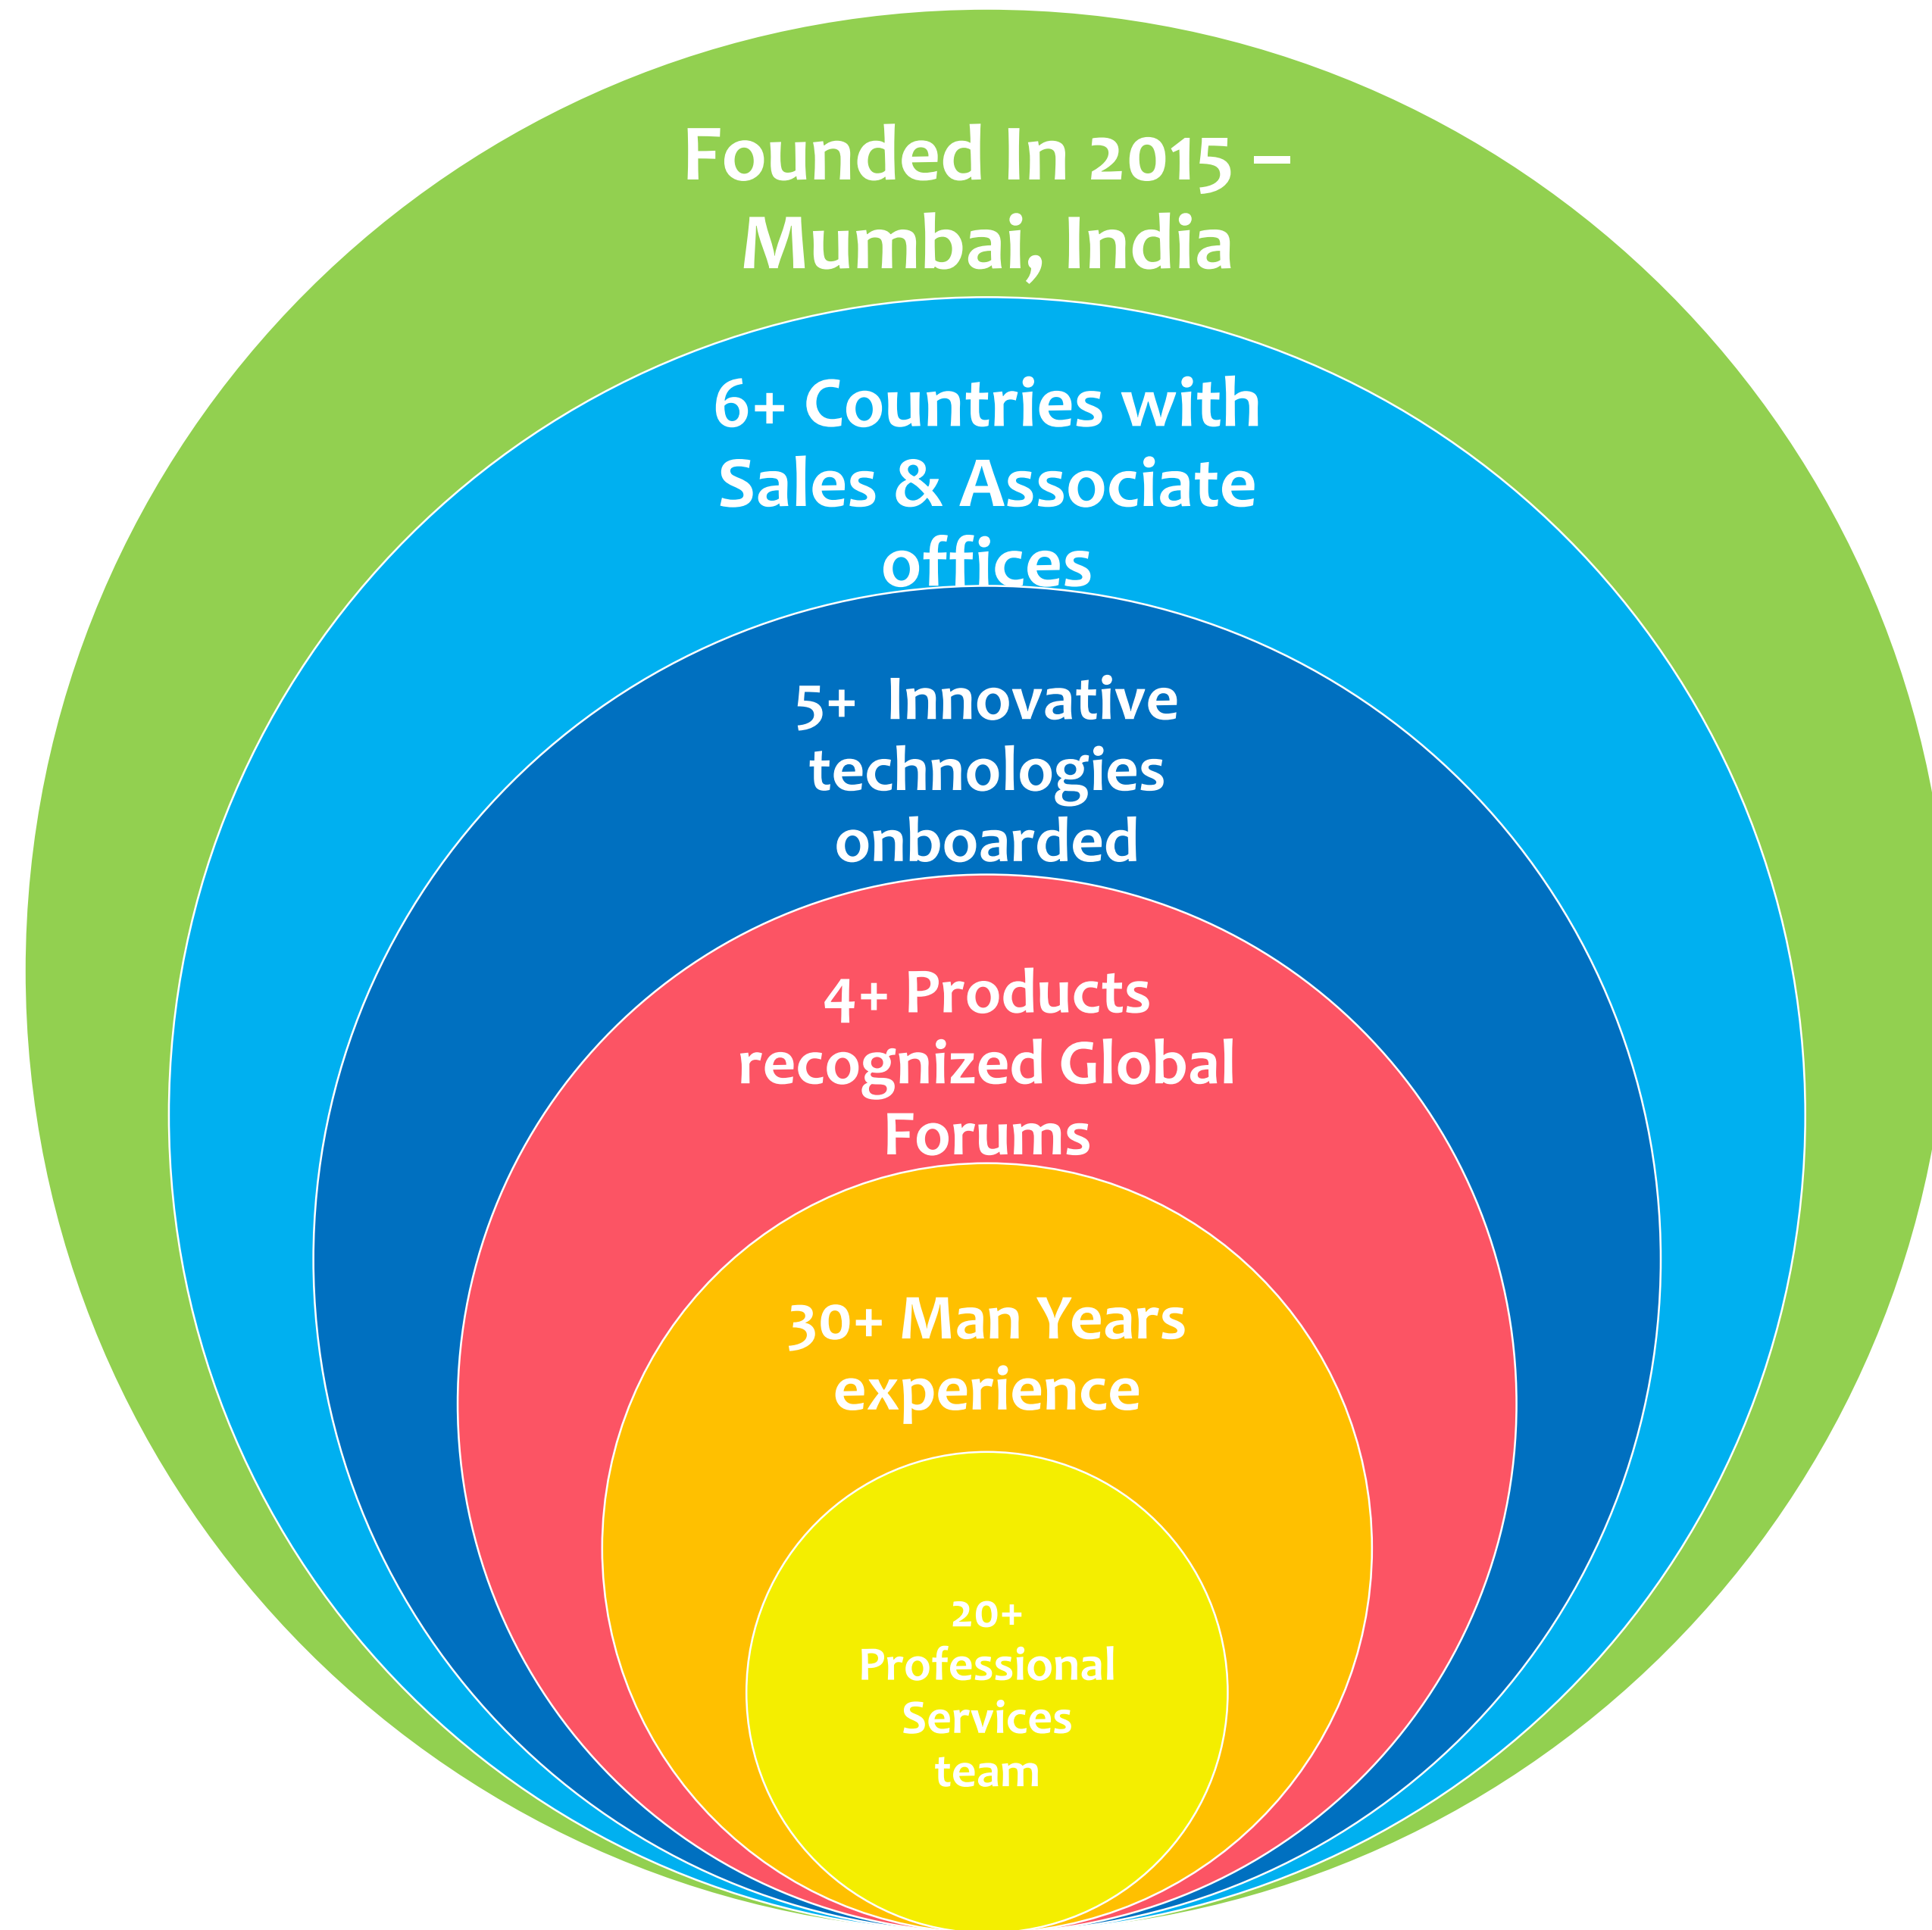 Founded In 2015 –
Mumbai, India
6+ Countries with
Sales & Associate
offices
5+ Innovative
technologies
onboarded
4+ Products
recognized Global
Forums
30+ Man Years
experience
20+
Professional
Services
team